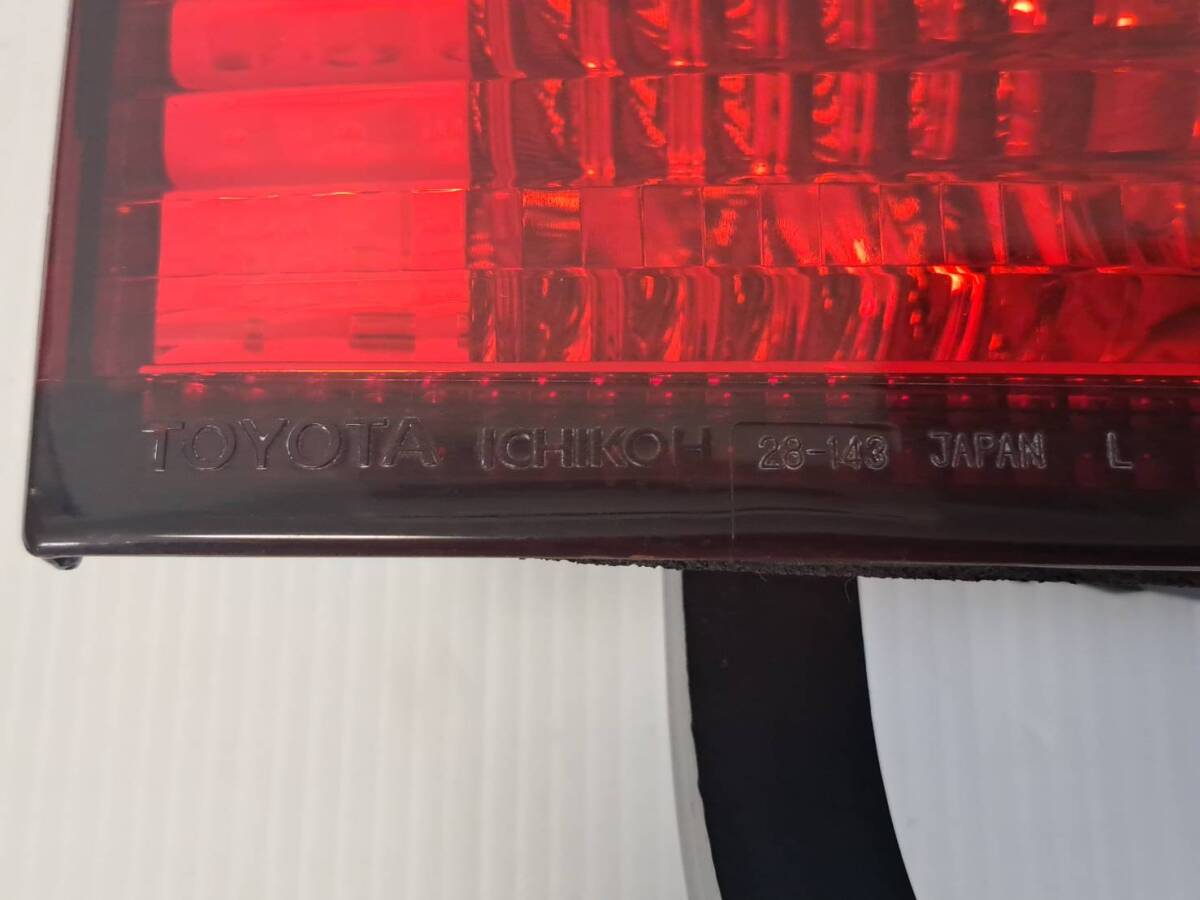 TOYOTA ICHIKOH 28-143 JAPAN L